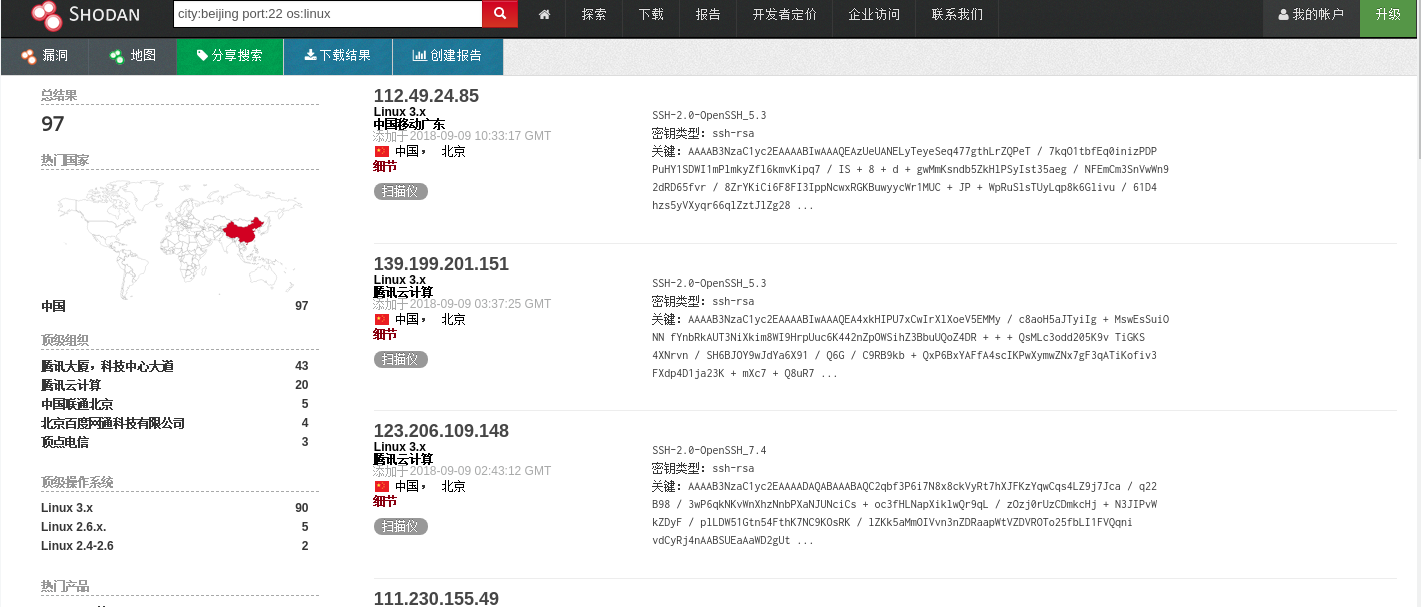 SHODAN
city:beijing port:22 os:linux
探索
下载
报告
开发者定价
企业访问
联系我们
我的帐户
升级
漏洞
地图
分享搜索
下载结果
创建报告
总结果
97
热门国家
中国 97
顶级组织
腾讯大厦，科技中心大道 43
腾讯云计算 20
中国联通北京 5
北京百度网通科技有限公司 4
顶点电信 3
顶级操作系统
Linux 3.x 90
Linux 2.6.x. 5
Linux 2.4-2.6 2
热门产品
112.49.24.85
Linux 3.x
中国移动广东
添加于2018-09-09 10:33:17 GMT
中国， 北京
细节
扫描仪
SSH-2.0-OpenSSH_5.3
密钥类型：ssh-rsa
关键：AAAAB3NzaC1yc2EAAAABIwAAAQEAzUeUANELyTeyeSeq477gthLrZQPeT / 7kqO1tbfEq0inizPDP
PuHY1SDWI1mPlmkyZfl6kmvKipq7 / IS + 8 + d + gwMmKsndb5ZkHlPSyIst35aeg / NFEmCm3SnVwWn9
2dRD65fvr / 8ZrYKiCi6F8FI3IppNcwxRGKBuwyycWr1MUC + JP + WpRuSlsTUyLqp8k6Glivu / 61D4
hzs5yVXyqr66qlZztJlZg28 ...
139.199.201.151
Linux 3.x
腾讯云计算
添加于2018-09-09 03:37:25 GMT
中国， 北京
细节
扫描仪
SSH-2.0-OpenSSH_5.3
密钥类型：ssh-rsa
关键：AAAAB3NzaC1yc2EAAAABIwAAAQEA4xkHIPU7xCwIrXlXoeV5EMMy / c8aoH5aJTyiIg + MswEsSuiO
NN fYnbRkAUT3NiXkim8WI9HrpUuc6K442nZpOWSihZ3BbuUQoZ4DR + + + QsMLc3odd205K9v TiGKS
4XNrvn / SH6BJOY9wJdYa6X91 / Q6G / C9RB9kb + QxP6BxYAFfA4scIKPwXymwZNx7gF3qATiKofiv3
FXdp4D1ja23K + mXc7 + Q8uR7 ...
123.206.109.148
Linux 3.x
腾讯云计算
添加于2018-09-09 02:43:12 GMT
中国， 北京
细节
扫描仪
SSH-2.0-OpenSSH_7.4
密钥类型：ssh-rsa
关键：AAAAB3NzaC1yc2EAAAADAQABAAABAQC2qbf3P6i7N8x8ckVyRt7hXJFKzYqwCqs4LZ9j7Jca / q22
B98 / 3wP6qkNKvWnXhzNnbPXaNJUNciCs + oc3fHLNapXiklwQr9qL / zOzj0rUzCDmkcHj + N3JIPvW
kZDyF / plLDW51Gtn54FthK7NC9KOsRK / lZKk5aMmOIVvn3nZDRaapWtVZDVROTo25fbLI1FVQqni
vdCyRj4nAABSUEaAaWD2gUt ...
111.230.155.49